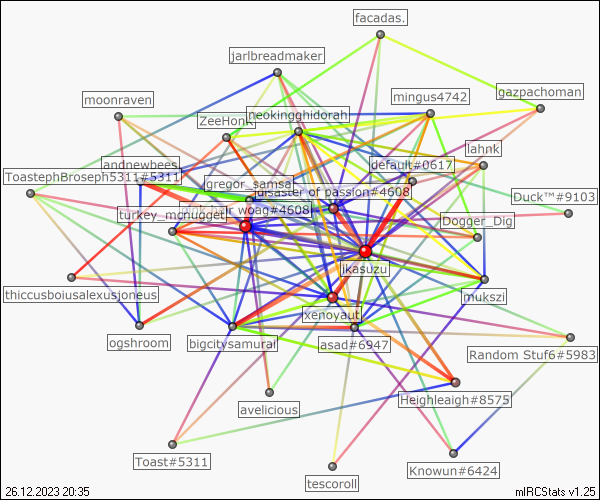 facadas.
jarlbreadmaker
gazpachoman
mingus4742
moonraven
neokingghidorah
ZeeHonk
lahnk
default#0617
andnewbees
ToastephBroseph5311#5311
gregor_samsa
disaster of passion#4608
Duck™#9103
woag#4608
turkey_mcnugget
Dogger_Dig
ikasuzu
thiccusboiusalexusjoneus
mukszi
xenoyaut
ogshroom
bigcitysamurai
asad#6947
Random Stuf6#5983
Heighleaigh#8575
avelicious
Toast#5311
Knowun#6424
tescoroll
26.12.2023 20:35
mIRCStats v1.25